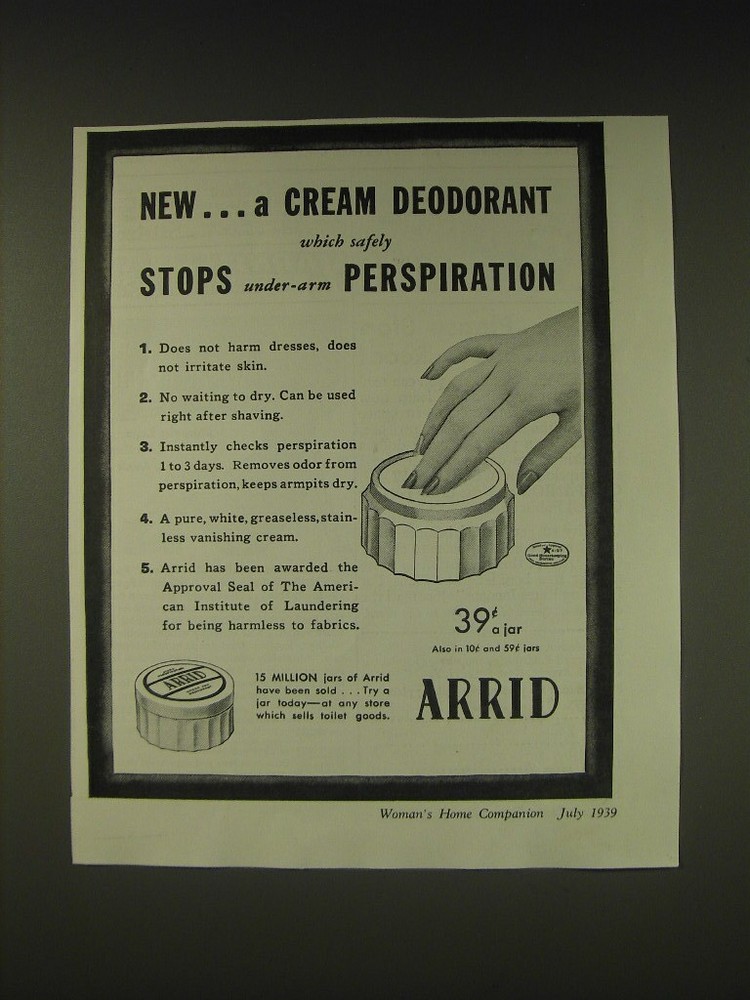 NEW...a CREAM DEODORANT
which safely
STOPS under-arm PERSPIRATION
1. Does not harm dresses, does
not irritate skin.
2. No waiting to dry. Can be used
right after shaving.
3. Instantly checks perspiration
1 to 3 days. Removes odor from
perspiration, keeps armpits dry.
4. A pure, white, greaseless, stain-
less vanishing cream.
5. Arrid has been awarded the
Approval Seal of The Ameri-
can Institute of Laundering
for being harmless to fabrics.
39¢ a jar
Also in 10¢ and 59¢ jars
ARRID
15 MILLION jars of Arrid
have been sold . . . Try a
jar today—at any store
which sells toilet goods.
ARRID
Woman's Home Companion July 1939